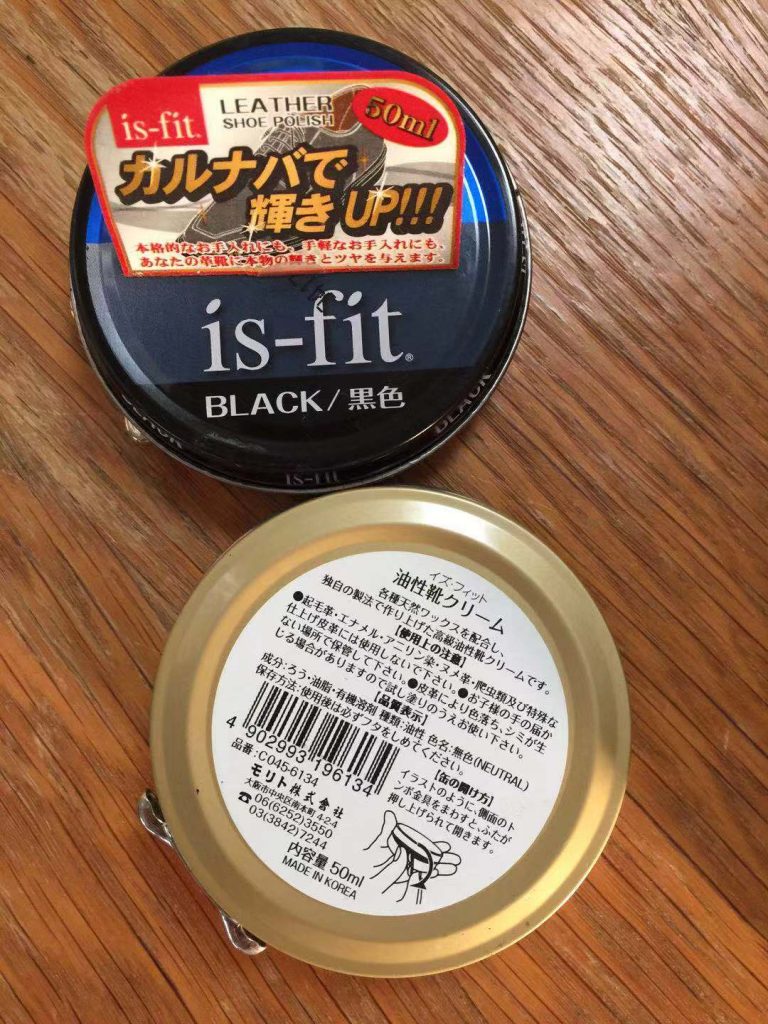 is-fit.
LEATHER
SHOE POLISH
50ml
カルナバで
輝きUP!!!
本格的なお手入れにも、手軽なお手入れにも、
あなたの革靴に本物の輝きとツヤを与えます。
is-fit®
BLACK/黒色
BLACK
is-fit
イズ・フィット
油性靴クリーム
各種天然ワックスを配合し、
独自の製法で作り上げた高級油性靴クリームです。
【使用上の注意】
●起毛革・エナメル・アニリン染・ヌメ革・爬虫類及び特殊な
仕上げ皮革には使用しないで下さい。●お子様の手の届か
ない場所で保管して下さい。●皮革により色落ち、シミが生
じる場合がありますので試し塗りのうえお使い下さい。
【品質表示】
成分:ろう・油脂・有機溶剤 種類:油性 色名:無色(NEUTRAL)
保存方法:使用後は必ずフタをしめてください。
4 902993 196134
品番:C045-6134
モリト株式会社
大阪市中央区南本町4-2-4
☎06(6252)3550
03(3842)7244
内容量50ml
MADE IN KOREA
【缶の開け方】
イラストのように、側面のト
ンボ金具をまわすと、ふたが
押し上げられて開きます。